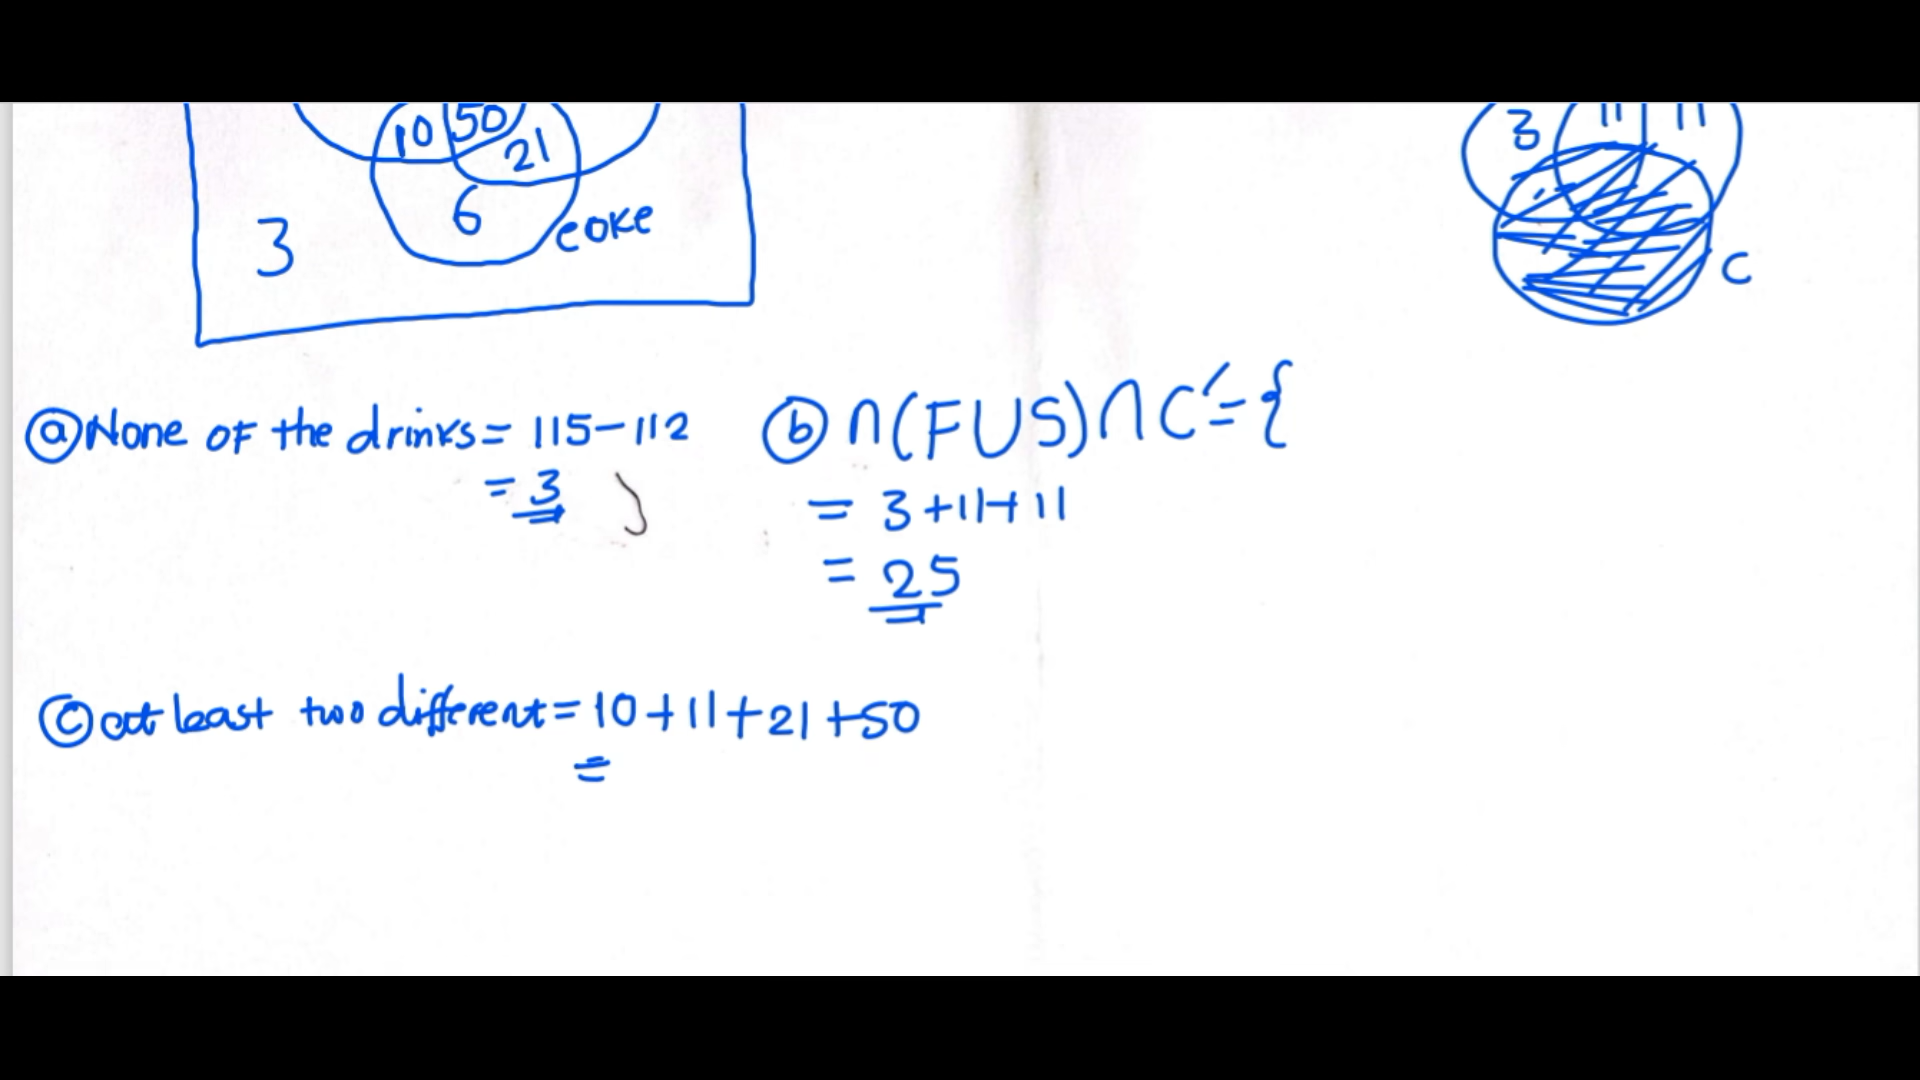 10 50
21
6
coke
3
3 11 11
C
(a) None of the drinks = 115 - 112
= 3
(b) n(FUS)∩C' = {
= 3+11+11
= 25
(c) at least two different = 10+11+21+50
=